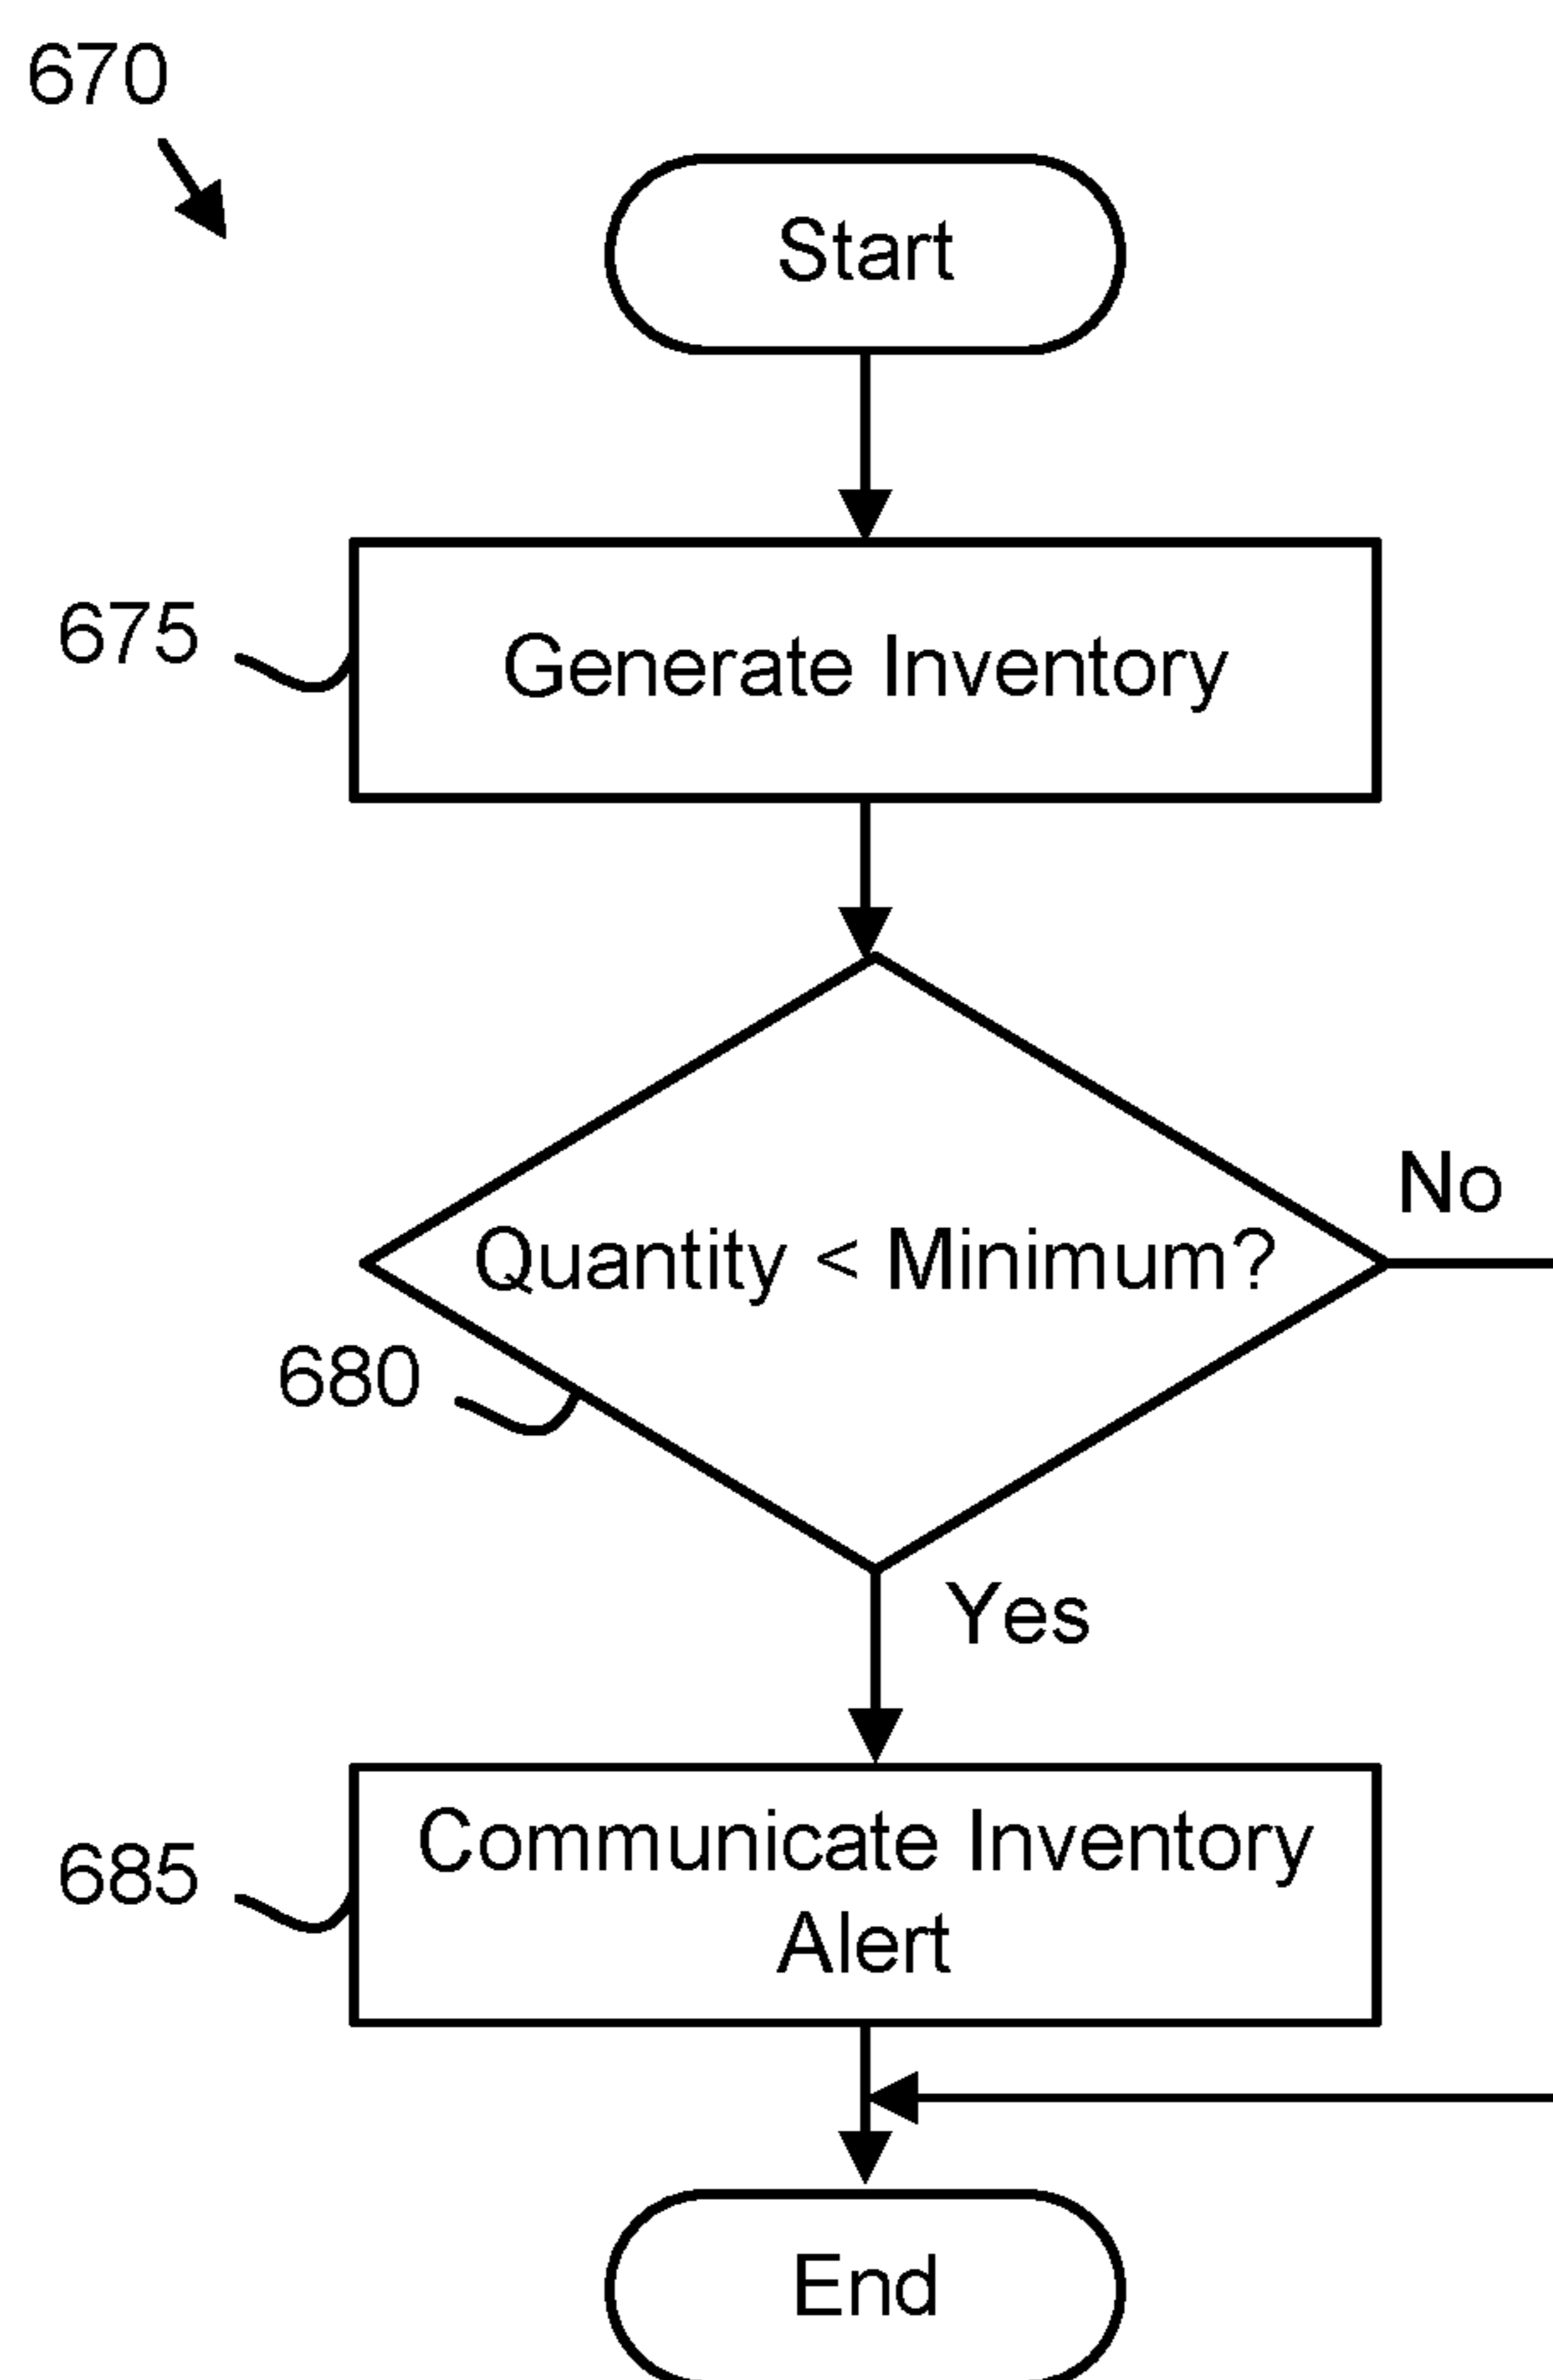 670
Start
675
Generate Inventory
No
Quantity < Minimum?
680
Yes
Communicate Inventory
Alert
685
End